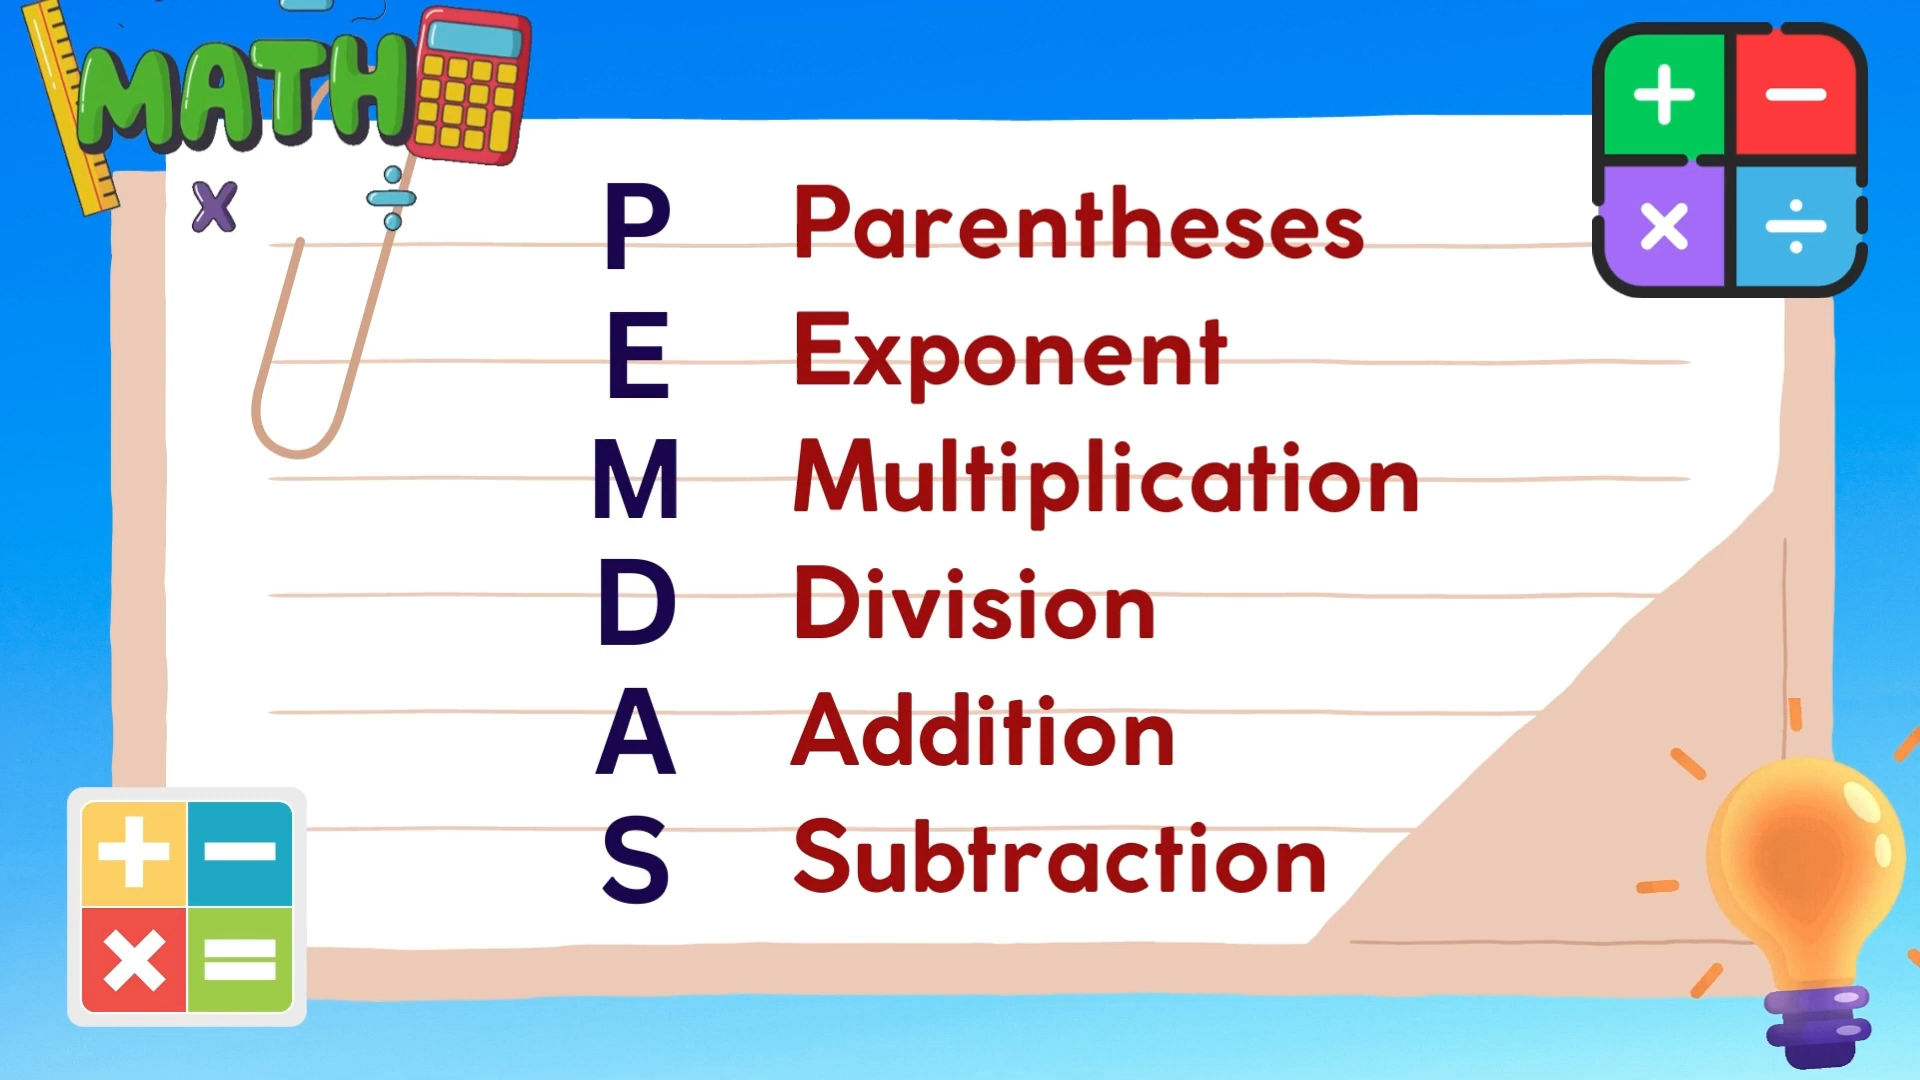 MATH
P Parentheses
E Exponent
M Multiplication
D Division
A Addition
S Subtraction